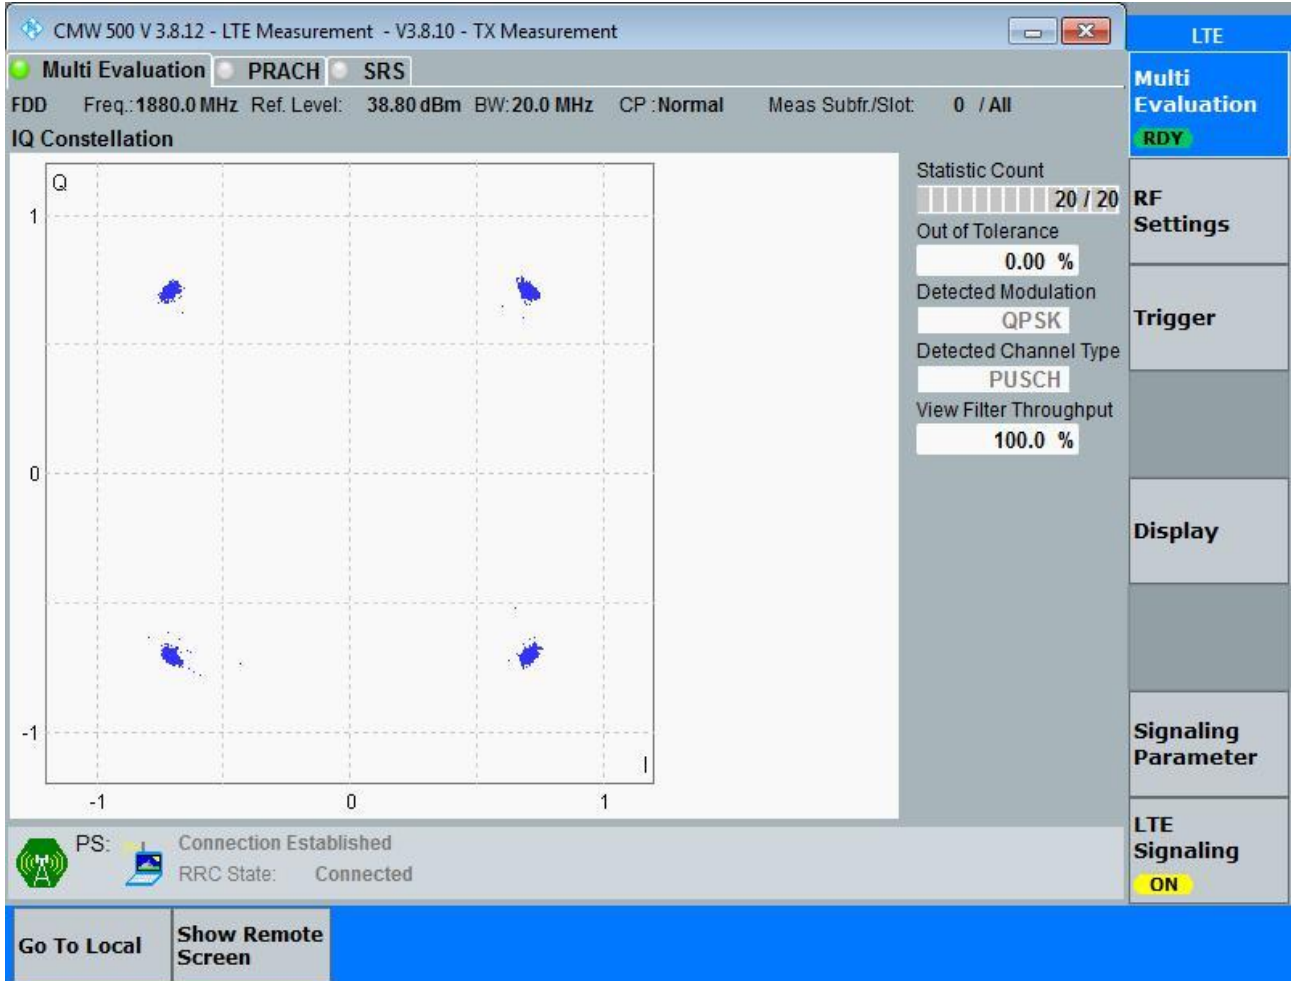 CMW 500 V 3.8.12 - LTE Measurement - V3.8.10 - TX Measurement
LTE
Multi Evaluation PRACH SRS
FDD Freq.:1880.0 MHz Ref. Level: 38.80 dBm BW:20.0 MHz CP :Normal Meas Subfr./Slot: 0 / All
IQ Constellation
Q
1
0
-1
I
-1 0 1
Statistic Count
20 / 20
Out of Tolerance
0.00 %
Detected Modulation
QPSK
Detected Channel Type
PUSCH
View Filter Throughput
100.0 %
Multi
Evaluation
RDY
RF
Settings
Trigger
Display
Signaling
Parameter
LTE
Signaling
ON
PS: Connection Established
RRC State: Connected
Go To Local
Show Remote
Screen